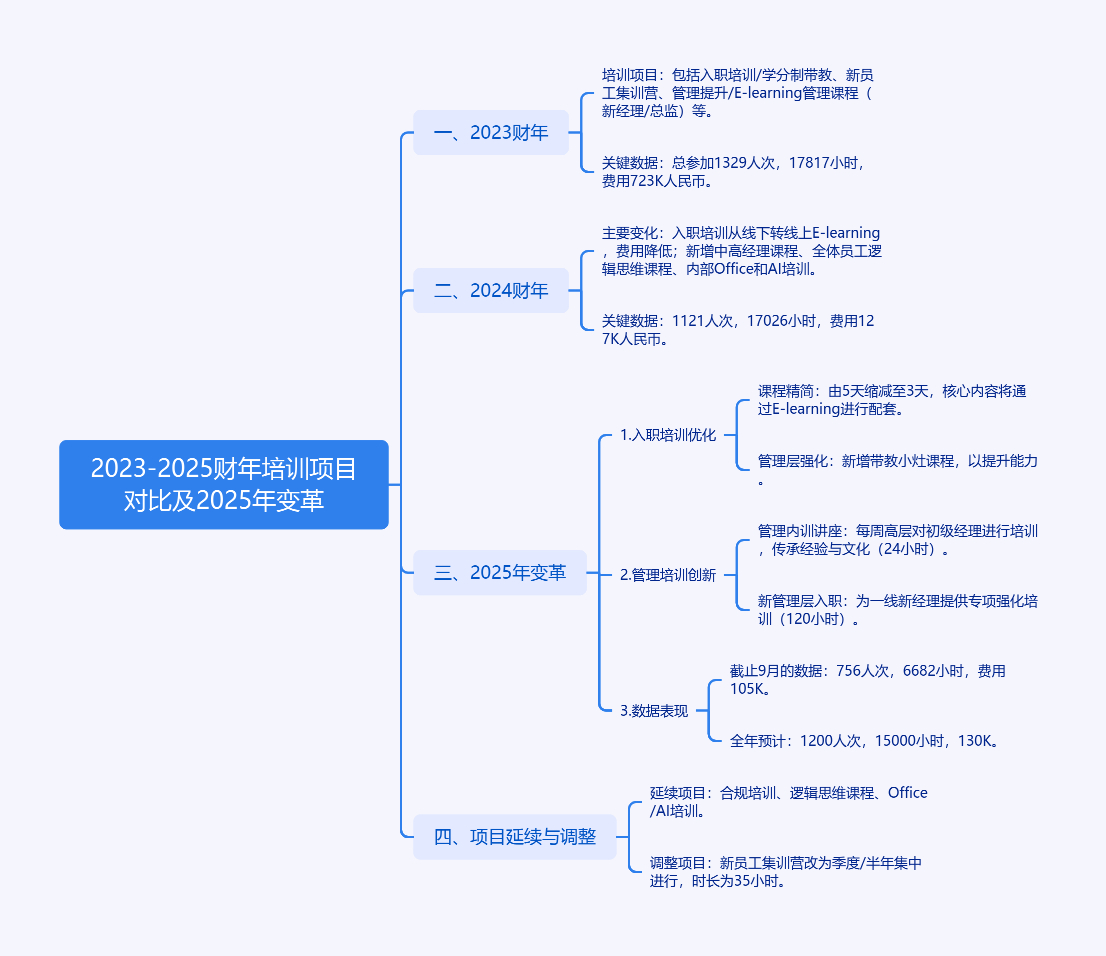 2023-2025财年培训项目
对比及2025年变革
一、2023财年
培训项目：包括入职培训/学分制带教、新员
工集训营、管理提升/E-learning管理课程（
新经理/总监）等。
关键数据：总参加1329人次，17817小时，
费用723K人民币。
二、2024财年
主要变化：入职培训从线下转线上E-learning
，费用降低；新增中高经理课程、全体员工逻
辑思维课程、内部Office和AI培训。
关键数据：1121人次，17026小时，费用12
7K人民币。
三、2025年变革
1.入职培训优化
课程精简：由5天缩减至3天，核心内容将通
过E-learning进行配套。
管理层强化：新增带教小灶课程，以提升能力
。
2.管理培训创新
管理内训讲座：每周高层对初级经理进行培训
，传承经验与文化（24小时）。
新管理层入职：为一线新经理提供专项强化培
训（120小时）。
3.数据表现
截止9月的数据：756人次，6682小时，费用
105K。
全年预计：1200人次，15000小时，130K。
四、项目延续与调整
延续项目：合规培训、逻辑思维课程、Office
/AI培训。
调整项目：新员工集训营改为季度/半年集中
进行，时长为35小时。